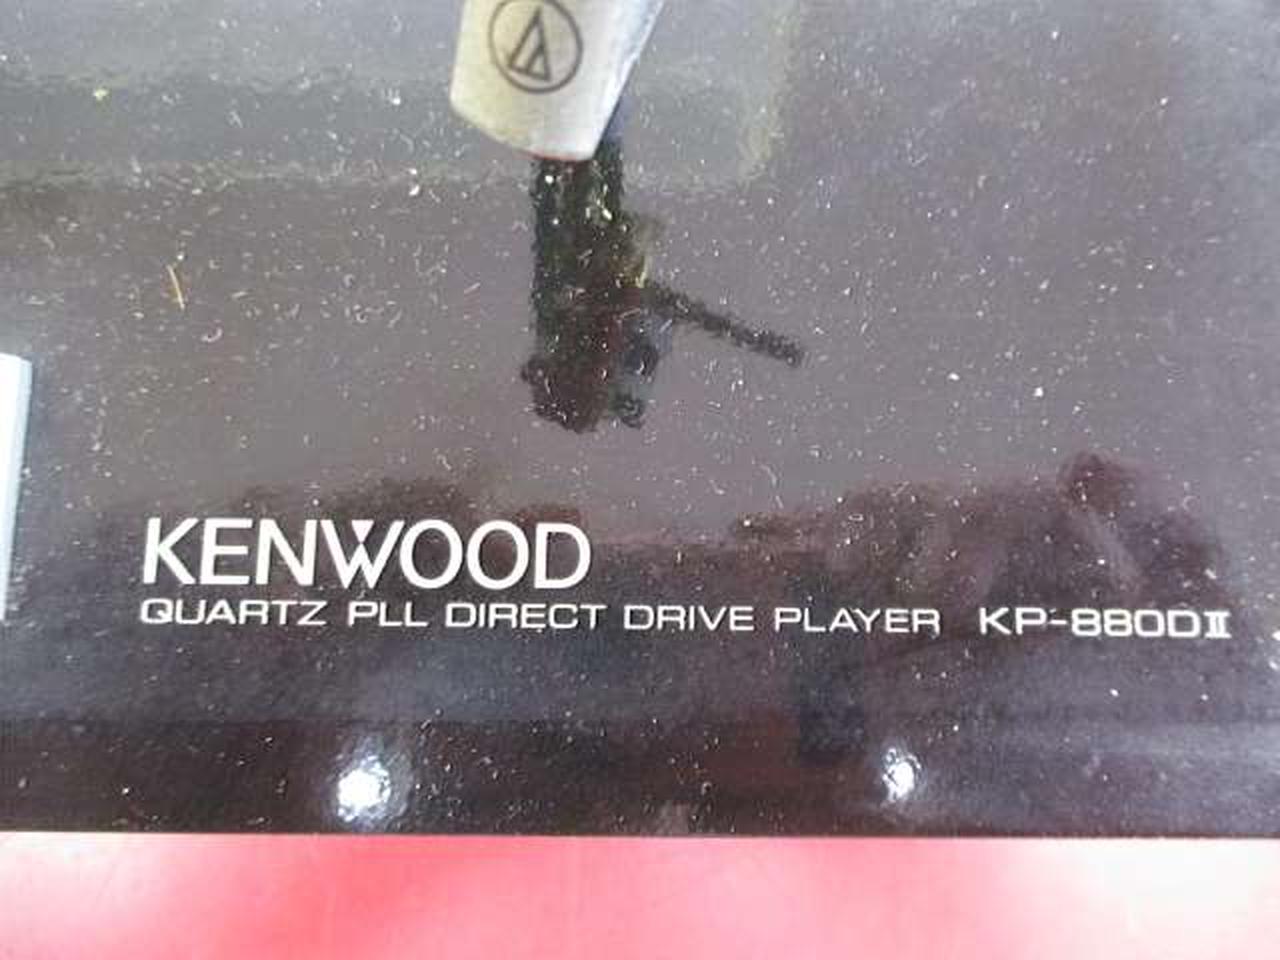 KENWOOD
QUARTZ PLL DIRECT DRIVE PLAYER KP-880DⅡ